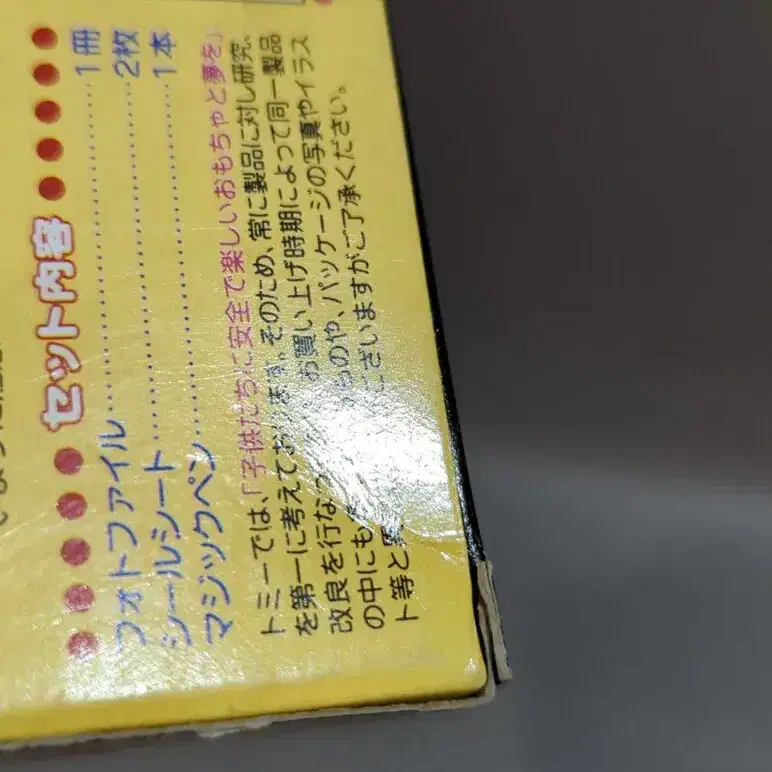 セット内容
フォトファイル 1冊
シールシート 2枚
マジックペン 1本
トミーでは、「子供たちに安全で楽しいおもちゃと夢を」
を第一に考えております。そのため、常に製品に対し研究、
改良を行な お買い上げ時期によって同一製品
の中にも ものや、パッケージの写真やイラス
ト等と異 ございますがご了承ください。